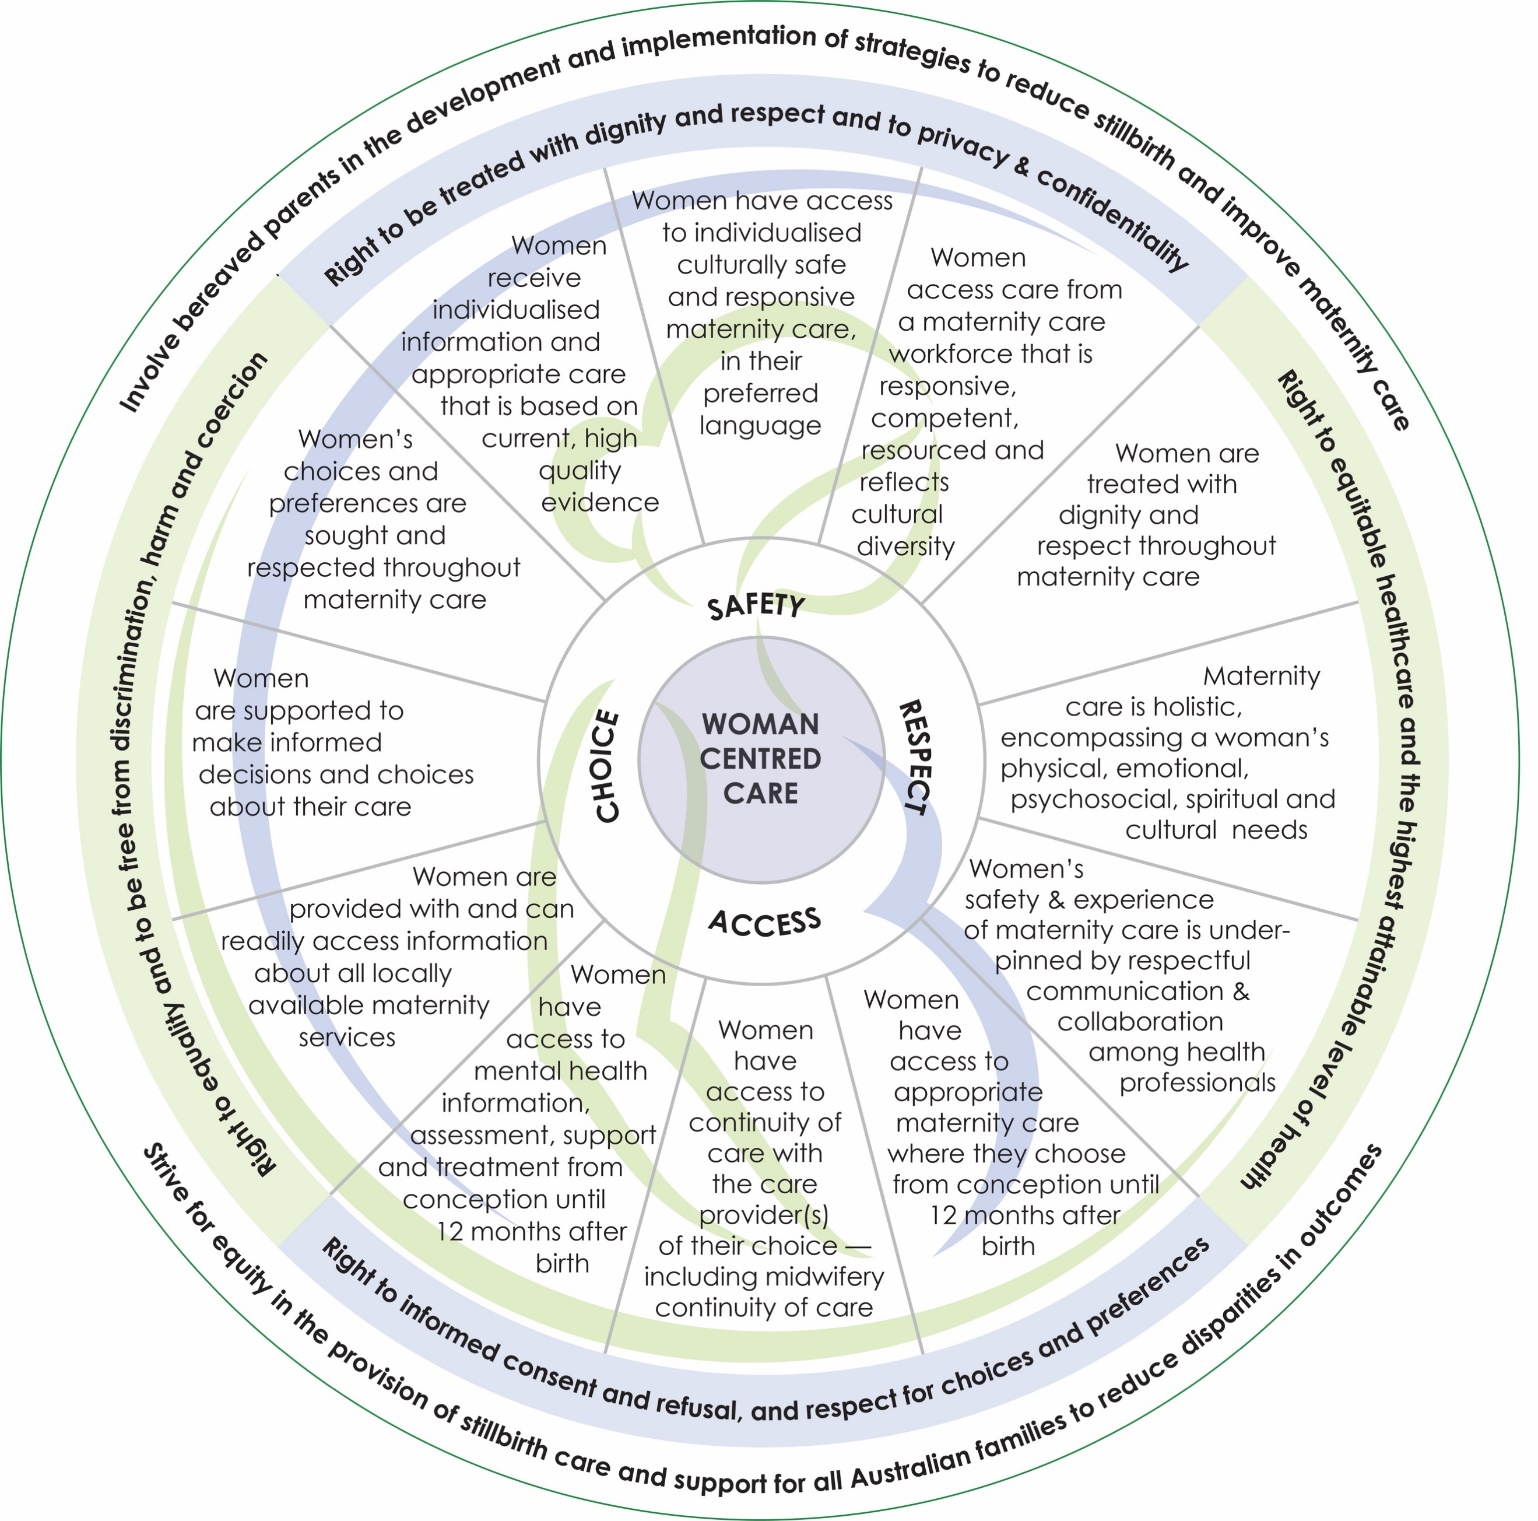 Involve bereaved parents in the development and implementation of strategies to reduce stillbirth and improve maternity care
Right to be treated with dignity and respect and to privacy & confidentiality
Right to equitable healthcare and the highest attainable level of health
Right to informed consent and refusal, and respect for choices and preferences
Right to equality and to be free from discrimination, harm and coercion
Strive for equity in the provision of stillbirth care and support for all Australian families to reduce disparities in outcomes
Women have access
to individualised
culturally safe
and responsive
maternity care,
in their
preferred
language
Women
access care from
a maternity care
workforce that is
responsive,
competent,
resourced and
reflects
cultural
diversity
Women are
treated with
dignity and
respect throughout
maternity care
Maternity
care is holistic,
encompassing a woman’s
physical, emotional,
psychosocial, spiritual and
cultural needs
Women’s
safety & experience
of maternity care is under-
pinned by respectful
communication &
collaboration
among health
professionals
Women
have
access to
appropriate
maternity care
where they choose
from conception until
12 months after
birth
Women
have
access to
continuity of
care with
the care
provider(s)
of their choice —
including midwifery
continuity of care
Women
have
access to
mental health
information,
assessment, support
and treatment from
conception until
12 months after
birth
Women are
provided with and can
readily access information
about all locally
available maternity
services
Women
are supported to
make informed
decisions and choices
about their care
Women’s
choices and
preferences are
sought and
respected throughout
maternity care
Women
receive
individualised
information and
appropriate care
that is based on
current, high
quality
evidence
SAFETY
RESPECT
ACCESS
CHOICE
WOMAN
CENTRED
CARE